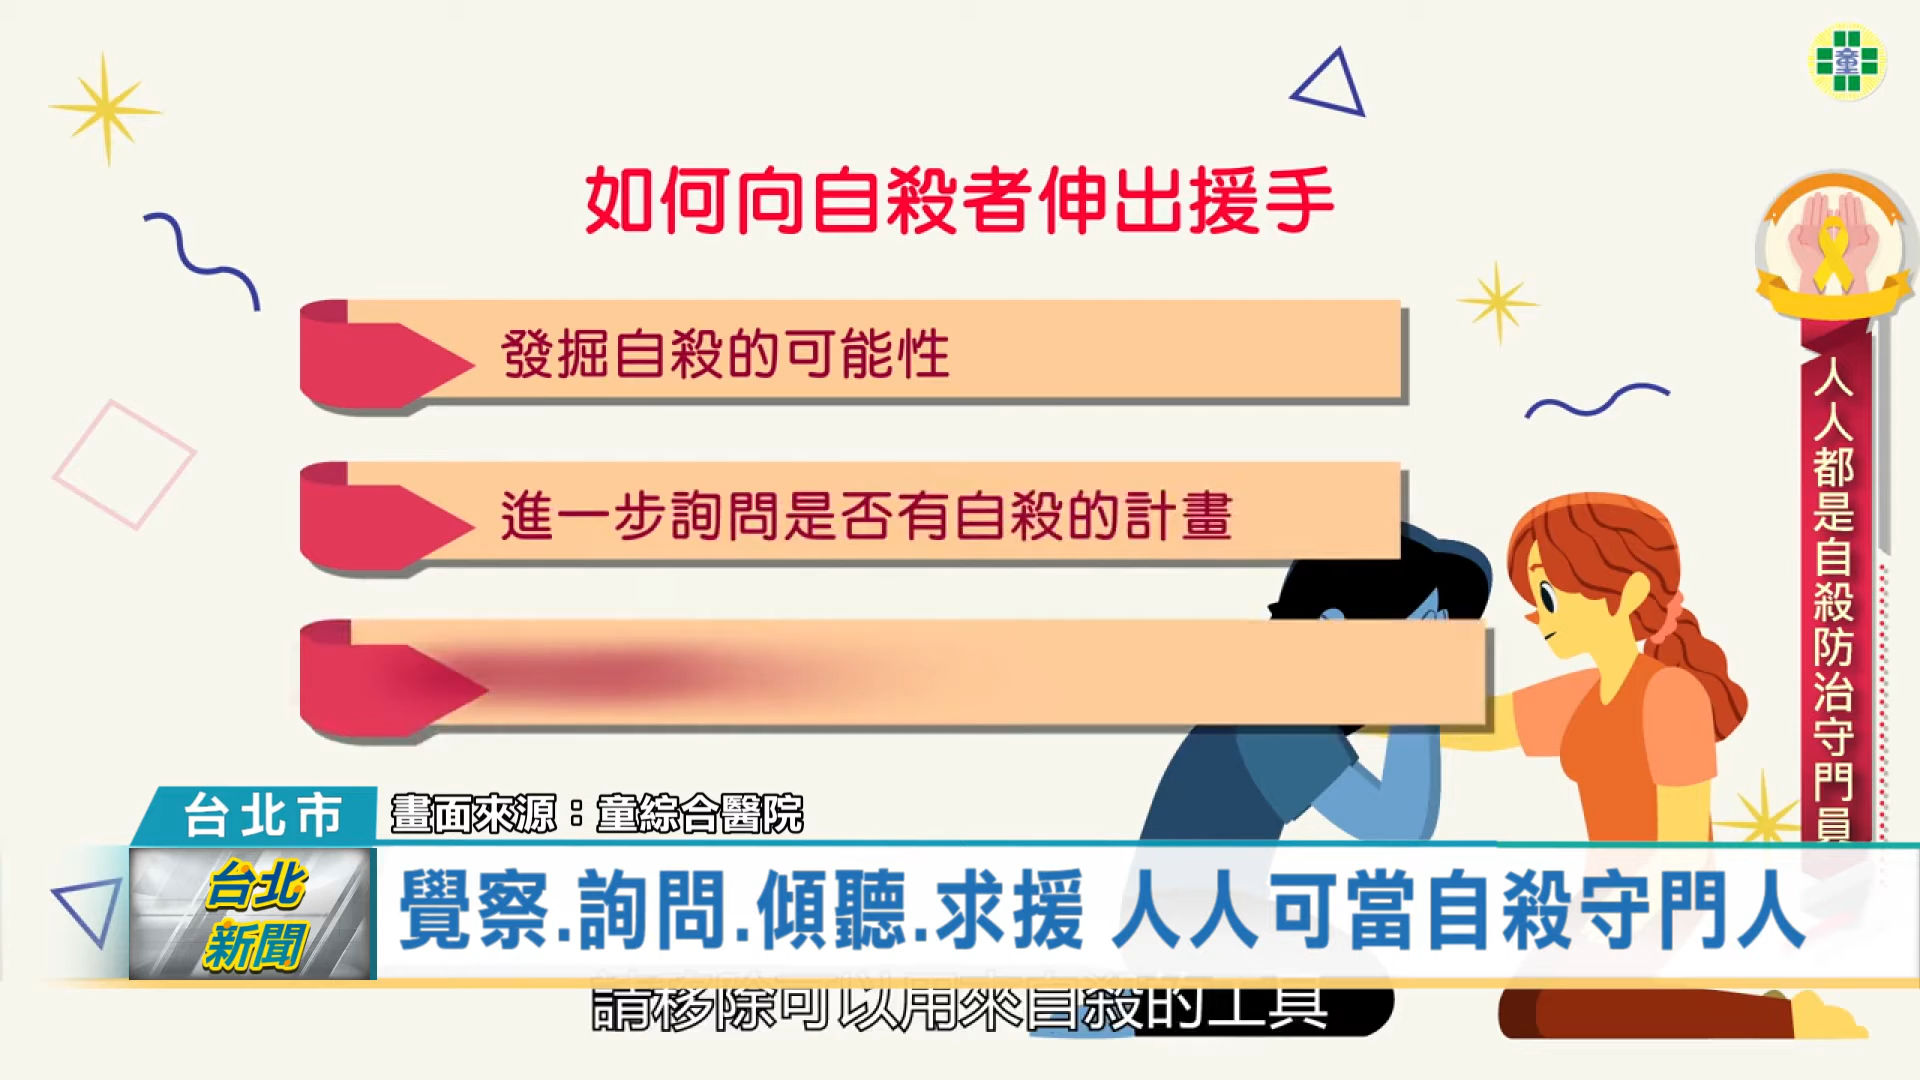 童
如何向自殺者伸出援手
發掘自殺的可能性
進一步詢問是否有自殺的計畫
人人都是自殺防治守門員
台北市
畫面來源：童綜合醫院
台北
新聞
覺察.詢問.傾聽.求援 人人可當自殺守門人
請移除可以用來自殺的工具